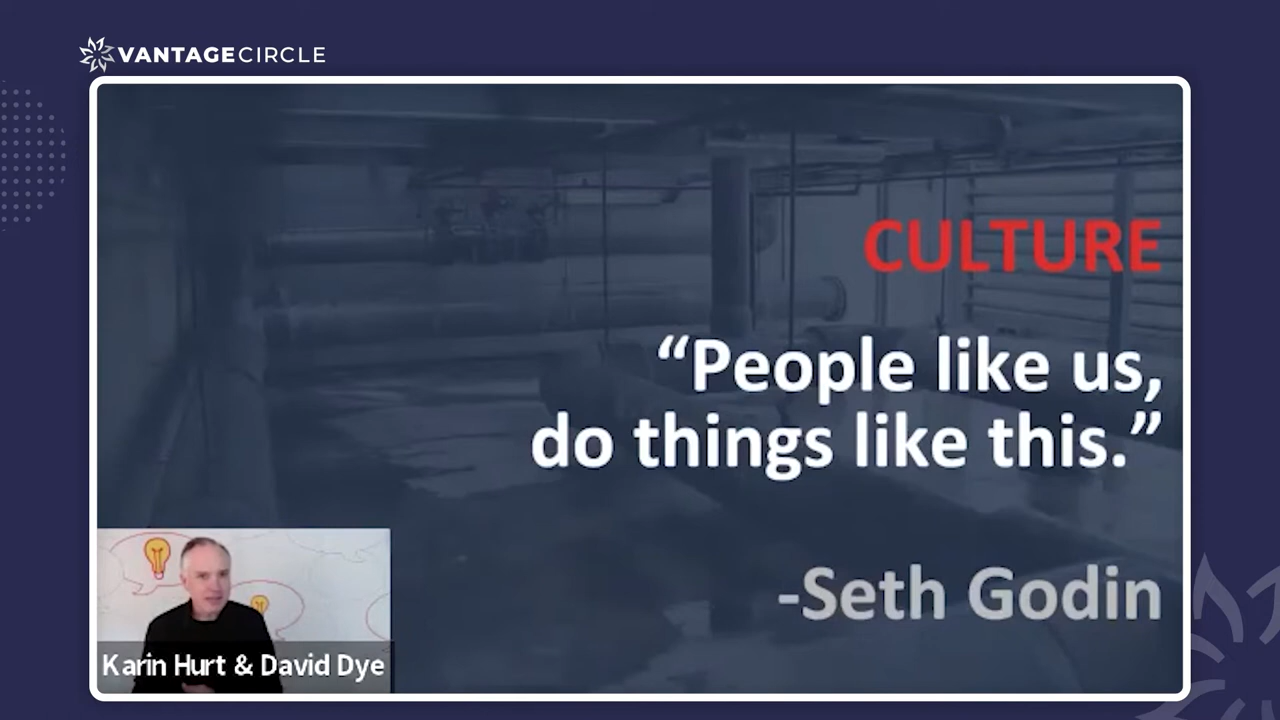 VANTAGECIRCLE
CULTURE
“People like us,
do things like this.”
-Seth Godin
Karin Hurt & David Dye